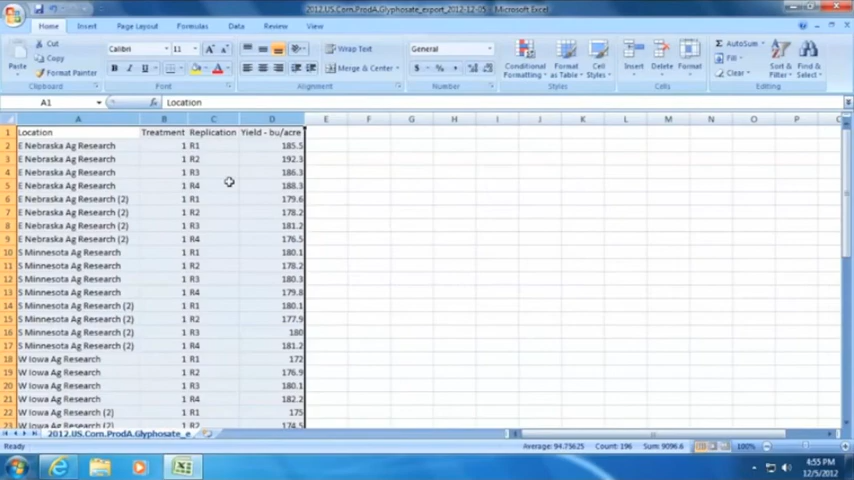 2012.US.Corn.ProdA.Glyphosate_export_2012-12-05 - Microsoft Excel
Home Insert Page Layout Formulas Data Review View
Cut
Copy
Format Painter
Paste
Clipboard
Calibri 11
B I U
Font
Wrap Text
Merge & Center
Alignment
General
$ % ,
Number
Conditional Formatting
Format as Table
Cell Styles
Styles
Insert Delete Format
Cells
AutoSum
Fill
Clear
Sort & Filter
Find & Select
Editing
A1 fx Location
A B C D E F G H I J K L M N O P
1 Location Treatment Replication Yield - bu/acre
2 E Nebraska Ag Research 1 R1 185.5
3 E Nebraska Ag Research 1 R2 192.3
4 E Nebraska Ag Research 1 R3 186.3
5 E Nebraska Ag Research 1 R4 188.3
6 E Nebraska Ag Research (2) 1 R1 179.6
7 E Nebraska Ag Research (2) 1 R2 178.2
8 E Nebraska Ag Research (2) 1 R3 181.2
9 E Nebraska Ag Research (2) 1 R4 176.5
10 S Minnesota Ag Research 1 R1 180.1
11 S Minnesota Ag Research 1 R2 178.2
12 S Minnesota Ag Research 1 R3 180.3
13 S Minnesota Ag Research 1 R4 179.8
14 S Minnesota Ag Research (2) 1 R1 180.1
15 S Minnesota Ag Research (2) 1 R2 177.9
16 S Minnesota Ag Research (2) 1 R3 180
17 S Minnesota Ag Research (2) 1 R4 181.2
18 W Iowa Ag Research 1 R1 172
19 W Iowa Ag Research 1 R2 176.9
20 W Iowa Ag Research 1 R3 180.1
21 W Iowa Ag Research 1 R4 182.2
22 W Iowa Ag Research (2) 1 R1 175
23 W Iowa Ag Research (2) 1 R2 174.5
2012.US.Corn.ProdA.Glyphosate_e
Ready Average: 94.75625 Count: 196 Sum: 9096.6 100%
4:55 PM
12/5/2012